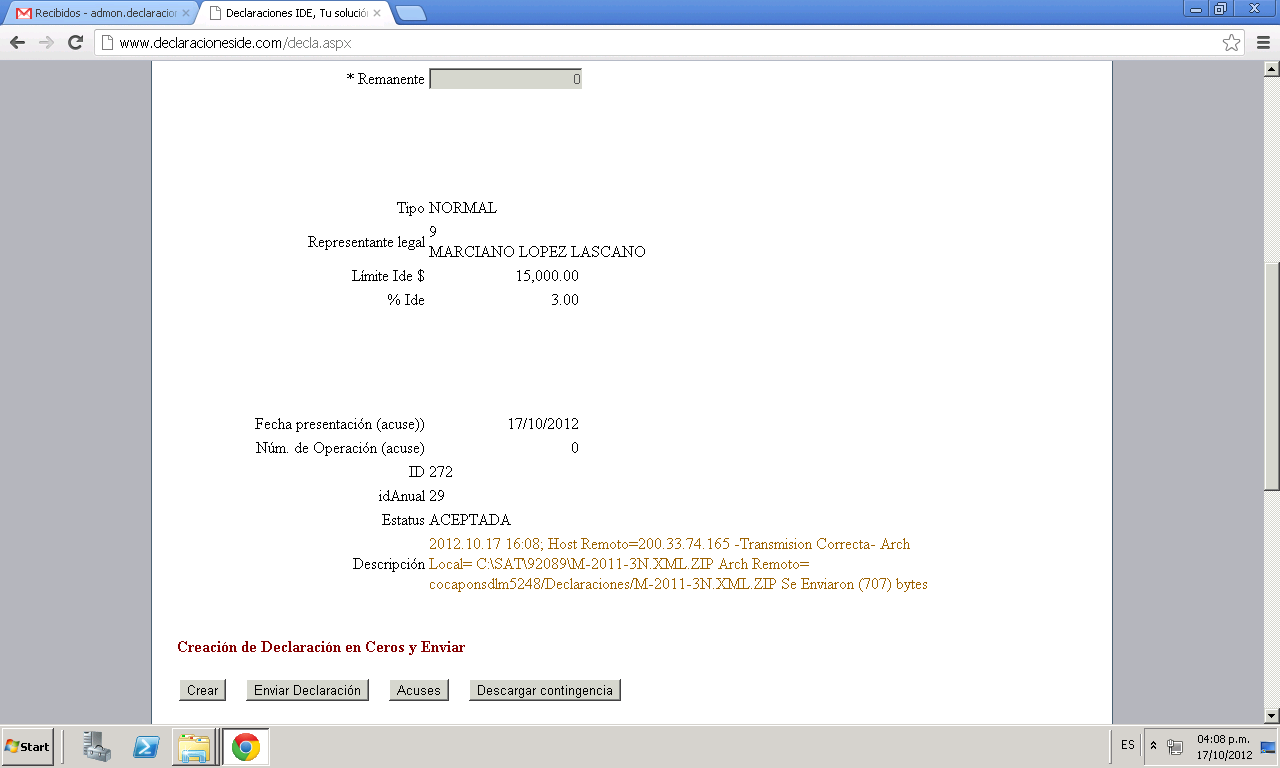 Recibidos - admon.declaracion
Declaraciones IDE, Tu solució
www.declaracioneside.com/decla.aspx
* Remanente 0
Tipo NORMAL
Representante legal 9
MARCIANO LOPEZ LASCANO
Límite Ide $ 15,000.00
% Ide 3.00
Fecha presentación (acuse)) 17/10/2012
Núm. de Operación (acuse) 0
ID 272
idAnual 29
Estatus ACEPTADA
Descripción 2012.10.17 16:08; Host Remoto=200.33.74.165 -Transmision Correcta- Arch
Local= C:\SAT\92089\M-2011-3N.XML.ZIP Arch Remoto=
cocaponsdlm5248/Declaraciones/M-2011-3N.XML.ZIP Se Enviaron (707) bytes
Creación de Declaración en Ceros y Enviar
Crear Enviar Declaración Acuses Descargar contingencia
Start ES 04:08 p.m.
17/10/2012